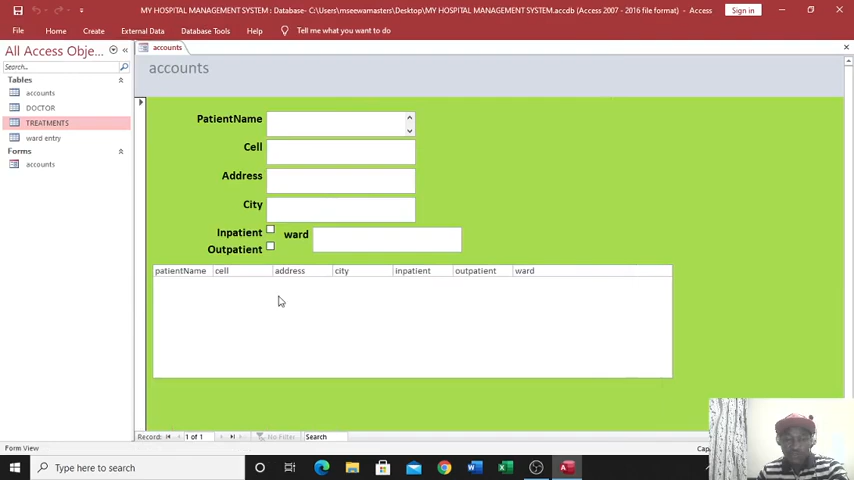 MY HOSPITAL MANAGEMENT SYSTEM : Database- C:\Users\mseewamasters\Desktop\MY HOSPITAL MANAGEMENT SYSTEM.accdb (Access 2007 - 2016 file format) - Access
Sign in
File Home Create External Data Database Tools Help Tell me what you want to do
All Access Obje...
accounts
Search...
accounts
Tables
accounts
DOCTOR
TREATMENTS
ward entry
Forms
accounts
PatientName
Cell
Address
City
Inpatient ward
Outpatient
patientName cell address city inpatient outpatient ward
Record: 1 of 1 No Filter Search
Form View
Type here to search